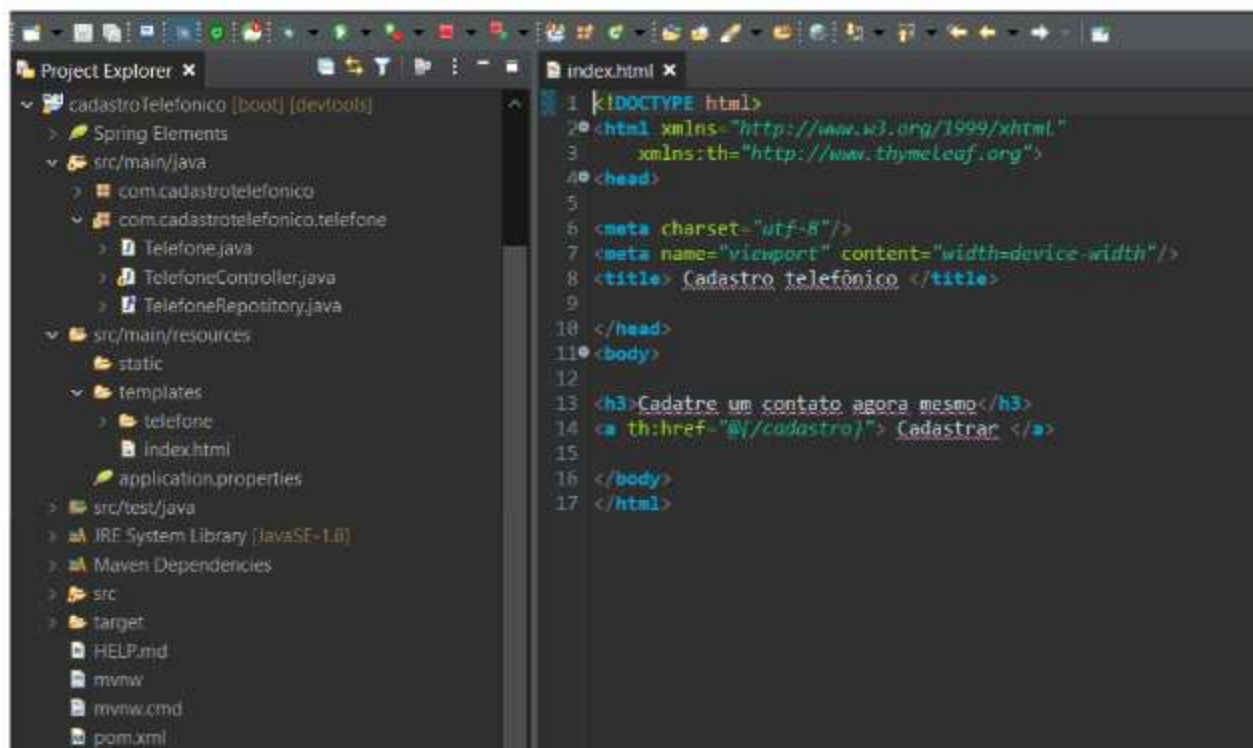 Project Explorer
cadastroTelefonico [boot] [devtools]
Spring Elements
src/main/java
com.cadastrotelefonico
com.cadastrotelefonico.telefone
Telefone.java
TelefoneController.java
TelefoneRepository.java
src/main/resources
static
templates
telefone
index.html
application.properties
src/test/java
JRE System Library [JavaSE-1.8]
Maven Dependencies
src
target
HELP.md
mvnw
mvnw.cmd
pom.xml
index.html
1 <!DOCTYPE html>
2 <html xmlns="http://www.w3.org/1999/xhtml"
3 xmlns:th="http://www.thymeleaf.org">
4 <head>
5
6 <meta charset="utf-8"/>
7 <meta name="viewport" content="width=device-width"/>
8 <title> Cadastro telefônico </title>
9
10 </head>
11 <body>
12
13 <h3>Cadatre um contato agora mesmo</h3>
14 <a th:href="@{/cadastro}"> Cadastrar </a>
15
16 </body>
17 </html>